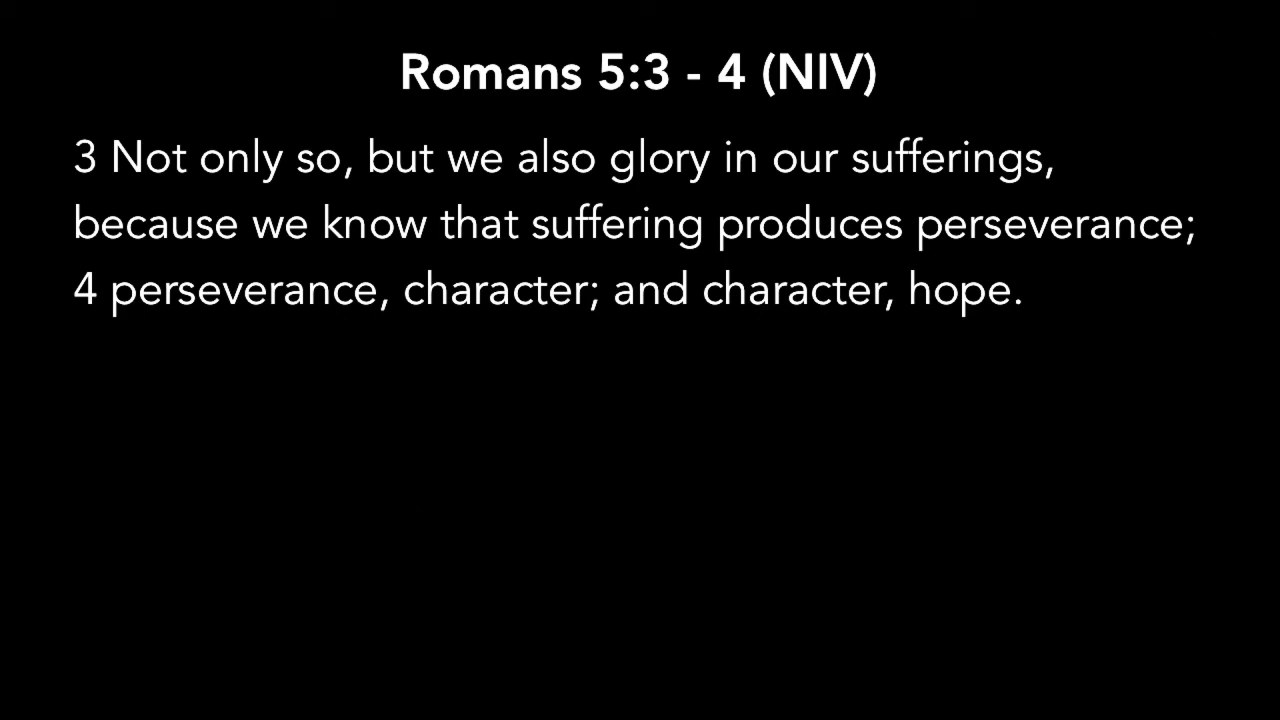 Romans 5:3 - 4 (NIV)
3 Not only so, but we also glory in our sufferings,
because we know that suffering produces perseverance;
4 perseverance, character; and character, hope.